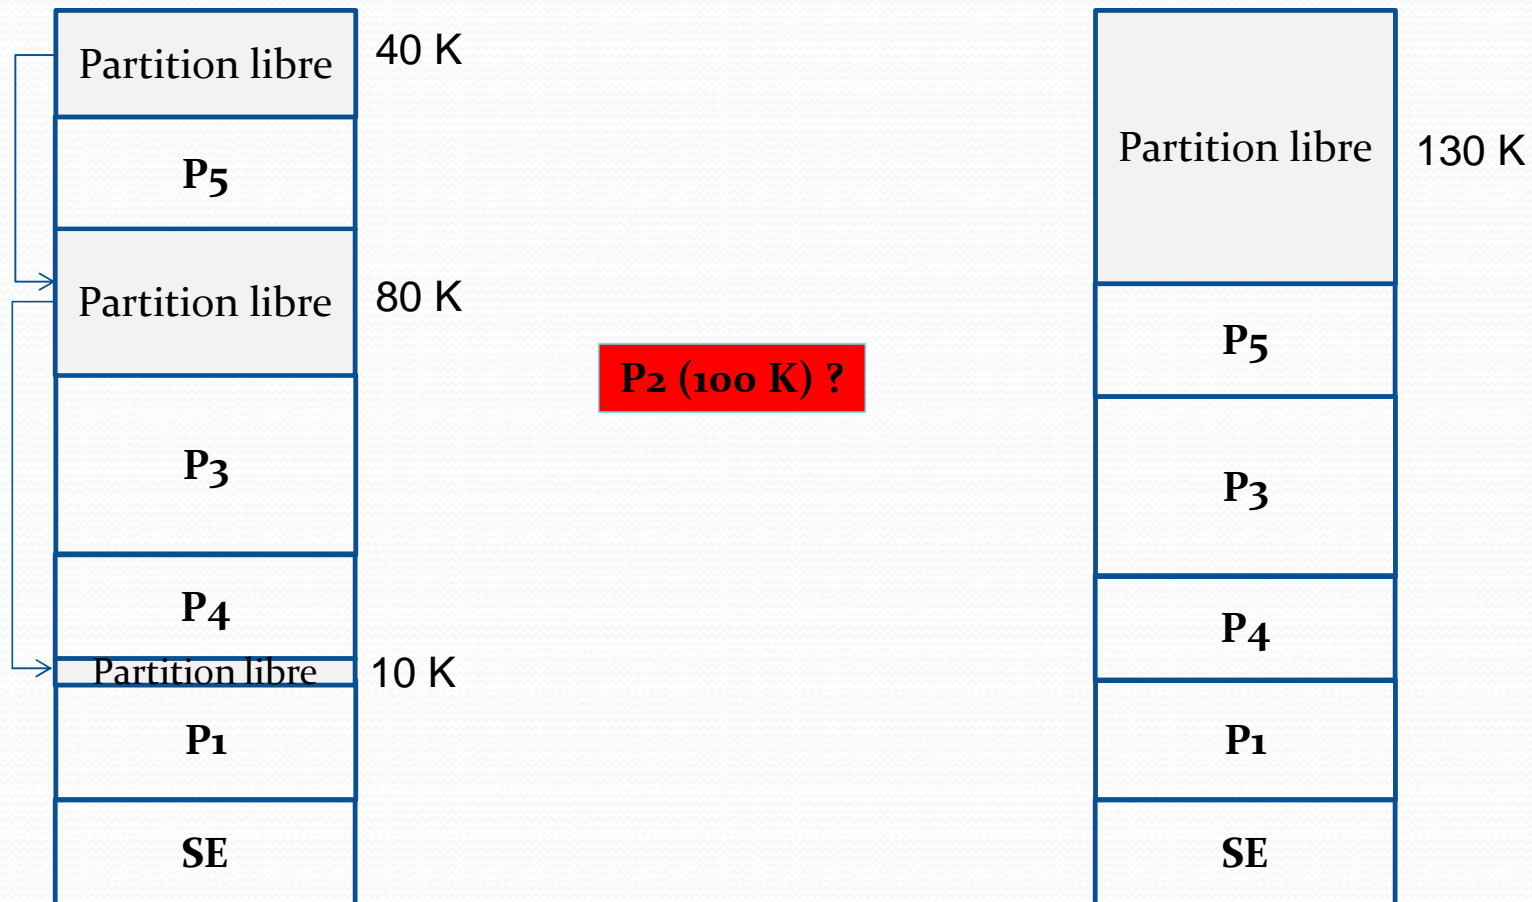 Partition libre
40 K
P5
Partition libre
80 K
P3
P4
Partition libre
10 K
P1
SE
P2 (100 K) ?
Partition libre
130 K
P5
P3
P4
P1
SE